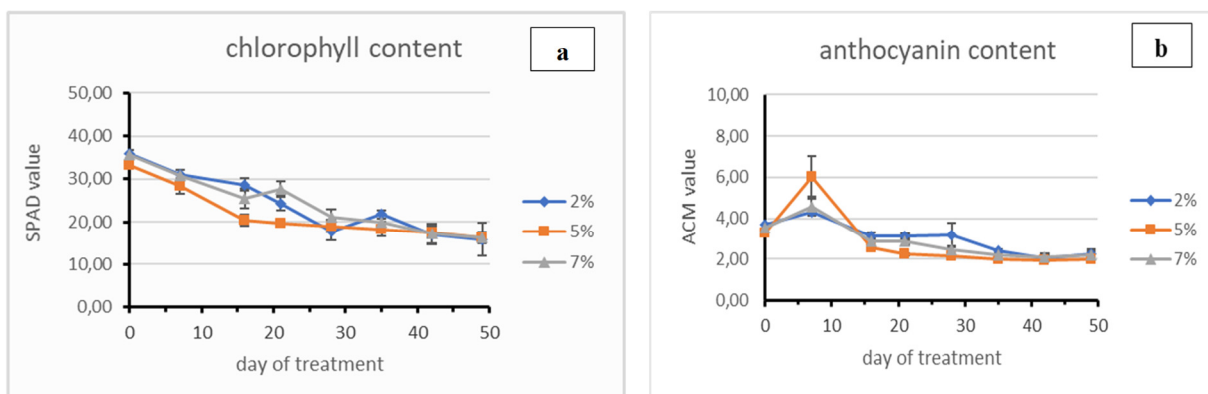 chlorophyll content
a
50,00
40,00
30,00
20,00
10,00
0,00
SPAD value
0 10 20 30 40 50
day of treatment
2%
5%
7%
anthocyanin content
b
10,00
8,00
6,00
4,00
2,00
0,00
ACM value
0 10 20 30 40 50
day of treatment
2%
5%
7%